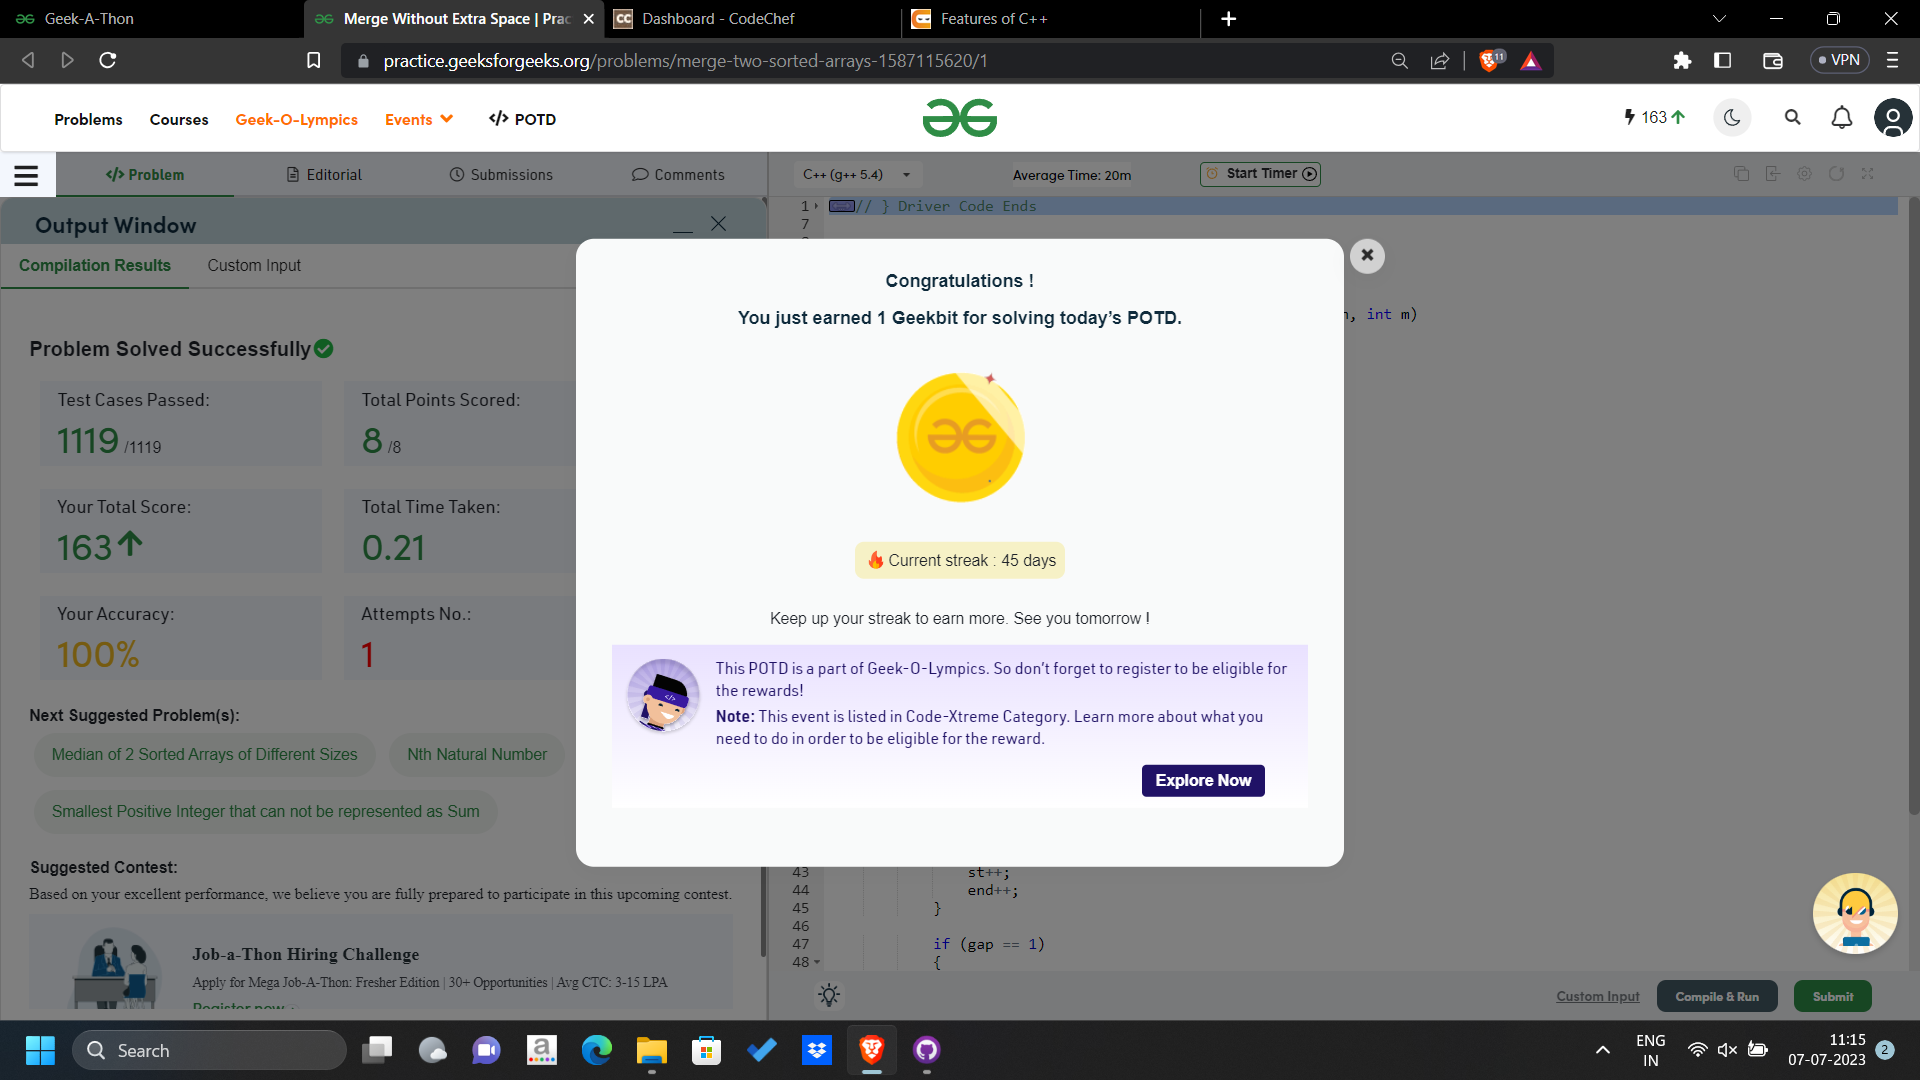 Geek-A-Thon
Merge Without Extra Space | Prac
CC Dashboard - CodeChef
Features of C++
practice.geeksforgeeks.org/problems/merge-two-sorted-arrays-1587115620/1
11
VPN
Problems
Courses
Geek-O-Lympics
Events
</> POTD
163
</> Problem
Editorial
Submissions
Comments
C++ (g++ 5.4)
Average Time: 20m
Start Timer
Output Window
Compilation Results
Custom Input
1 // } Driver Code Ends
7
n, int m)
Congratulations !
You just earned 1 Geekbit for solving today’s POTD.
Current streak : 45 days
Keep up your streak to earn more. See you tomorrow !
This POTD is a part of Geek-O-Lympics. So don’t forget to register to be eligible for
the rewards!
Note: This event is listed in Code-Xtreme Category. Learn more about what you
need to do in order to be eligible for the reward.
Explore Now
Problem Solved Successfully
Test Cases Passed:
1119 /1119
Total Points Scored:
8 /8
Your Total Score:
163
Total Time Taken:
0.21
Your Accuracy:
100%
Attempts No.:
1
Next Suggested Problem(s):
Median of 2 Sorted Arrays of Different Sizes
Nth Natural Number
Smallest Positive Integer that can not be represented as Sum
Suggested Contest:
Based on your excellent performance, we believe you are fully prepared to participate in this upcoming contest.
Job-a-Thon Hiring Challenge
Apply for Mega Job-A-Thon: Fresher Edition | 30+ Opportunities | Avg CTC: 3-15 LPA
Register now
43 st++;
44 end++;
45 }
46
47 if (gap == 1)
48 {
Custom Input
Compile & Run
Submit
Search
ENG
IN
11:15
07-07-2023
2